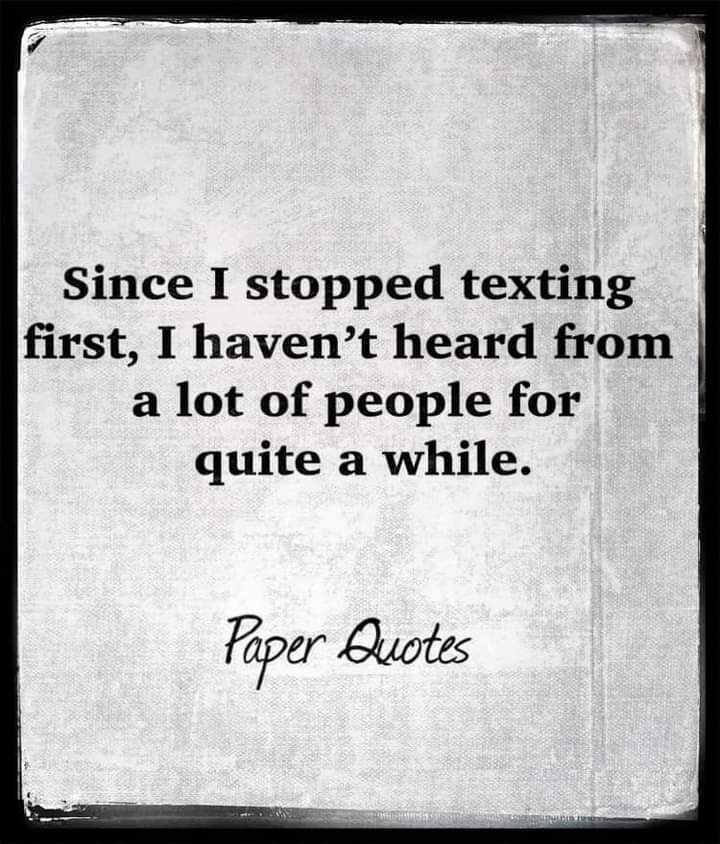 Since I stopped texting
first, I haven’t heard from
a lot of people for
quite a while.
Paper Quotes